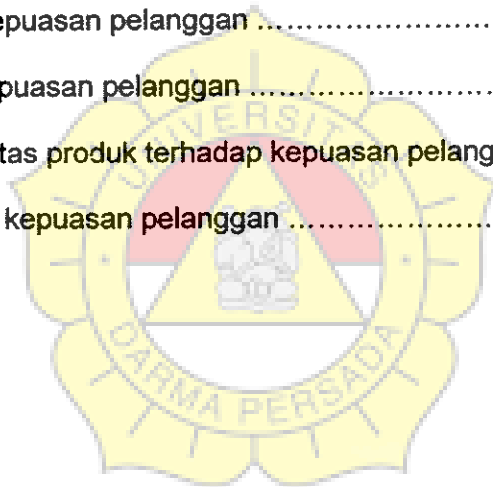 epuasan pelanggan ……………………
puasan pelanggan ……………………
tas produk terhadap kepuasan pelang
kepuasan pelanggan …………………
UNIVERSITAS
DARMA PERSADA